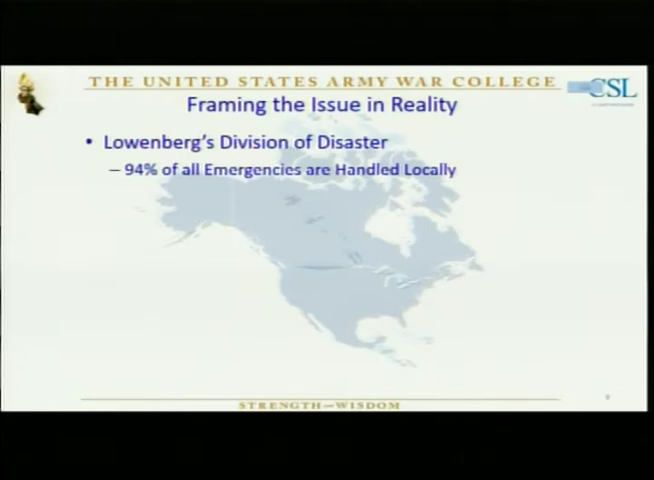 THE UNITED STATES ARMY WAR COLLEGE
CSL
Framing the Issue in Reality
• Lowenberg's Division of Disaster
– 94% of all Emergencies are Handled Locally
STRENGTH—WISDOM